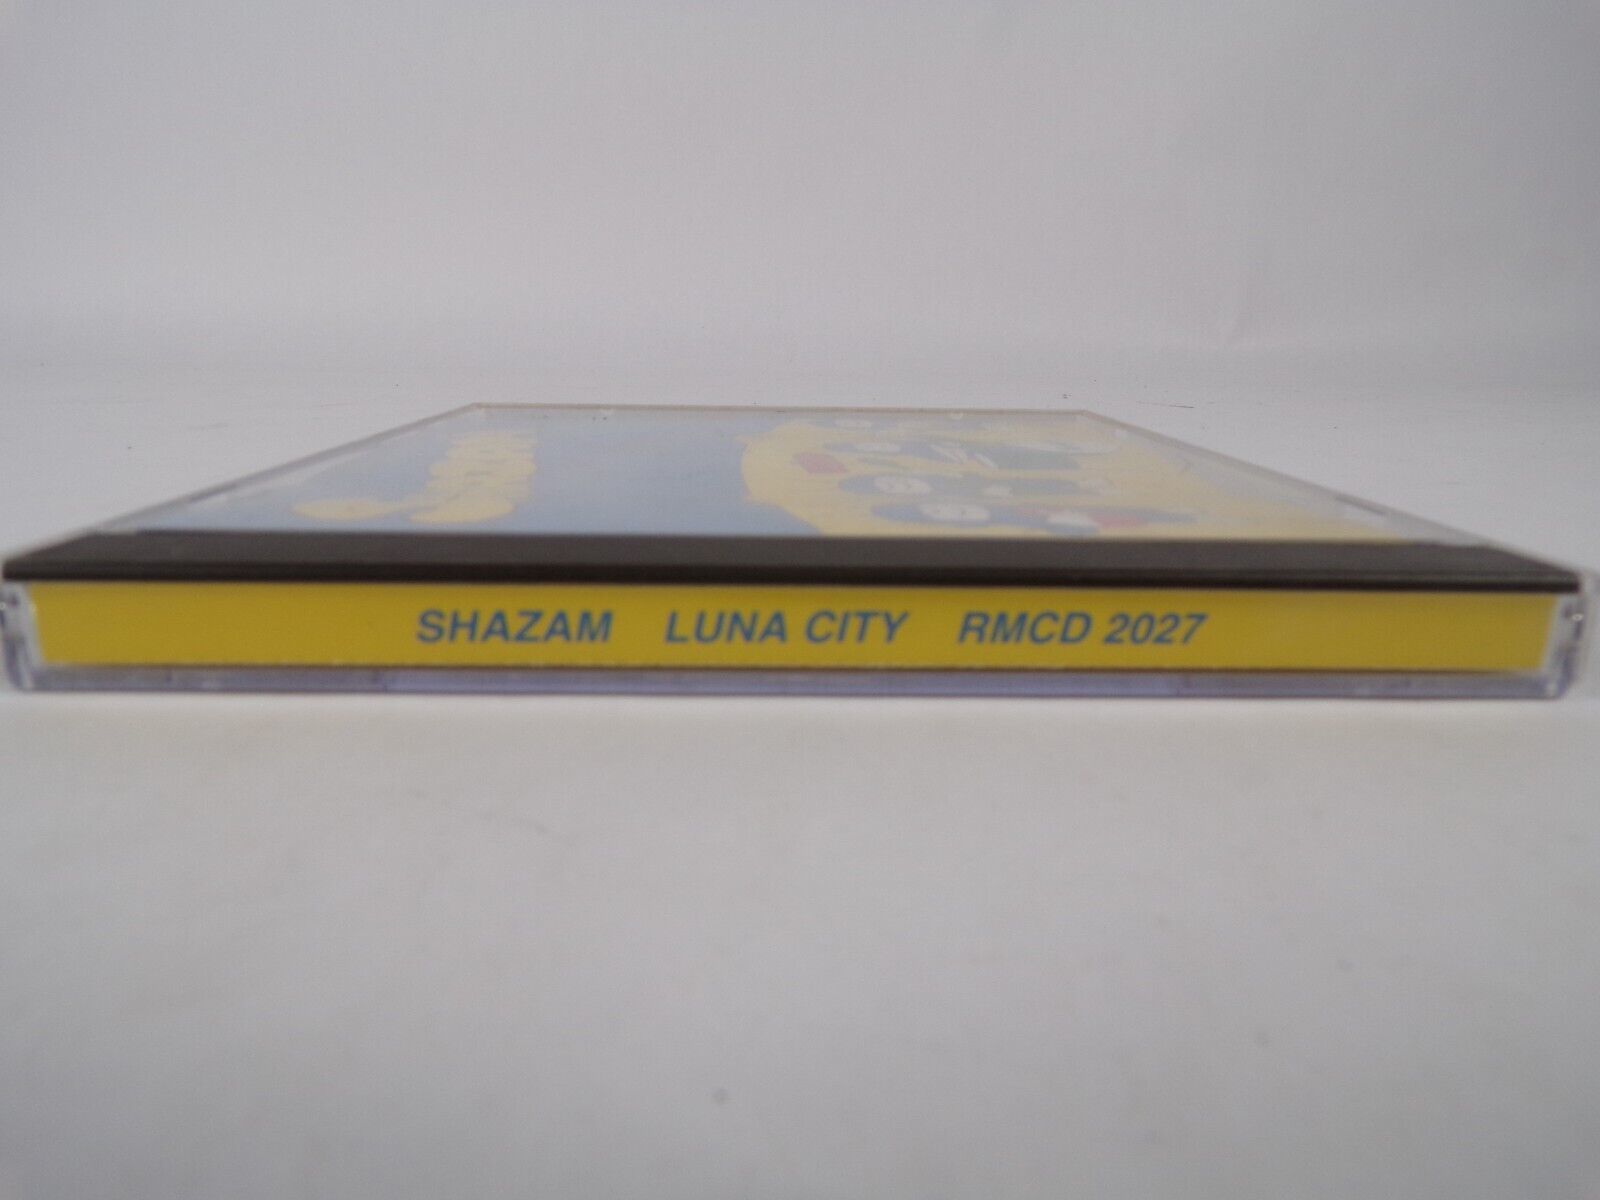 SHAZAM LUNA CITY RMCD 2027